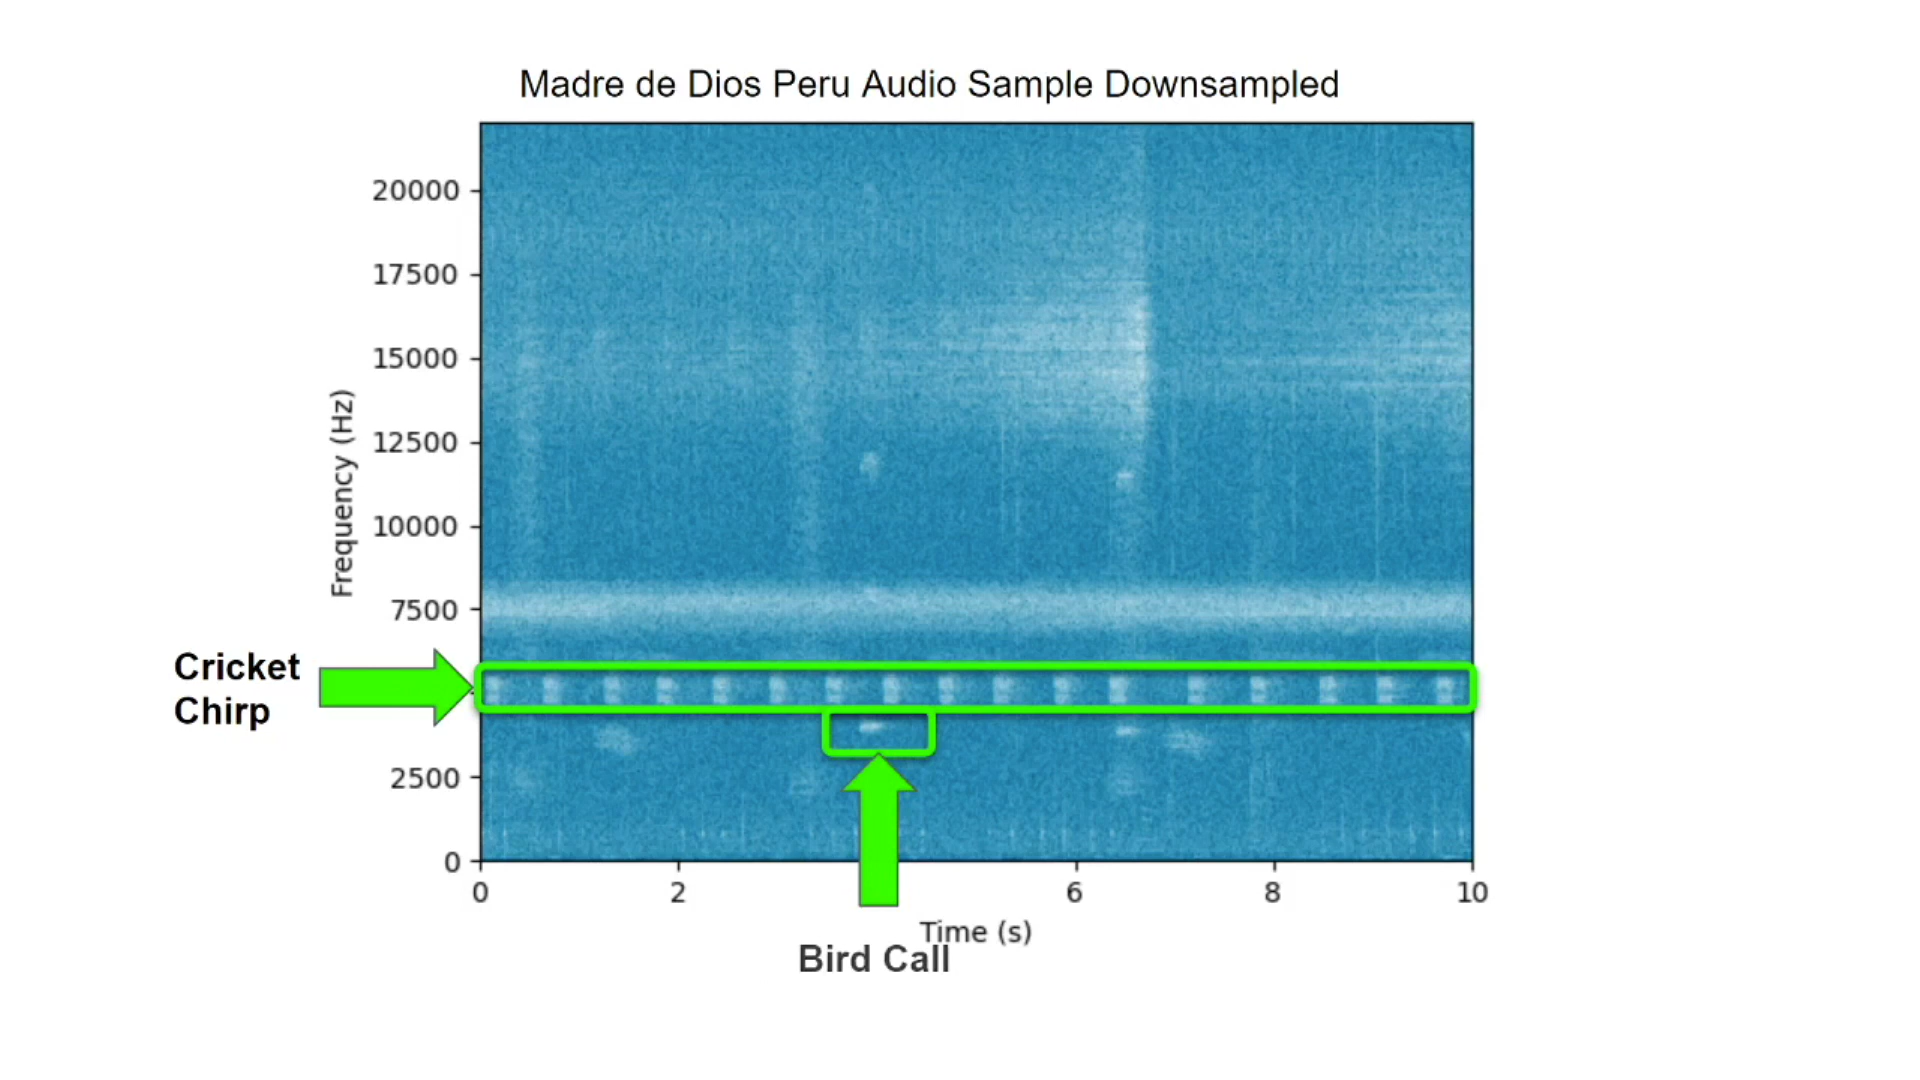 Madre de Dios Peru Audio Sample Downsampled
20000
17500
15000
12500
10000
7500
2500
0
Frequency (Hz)
Cricket
Chirp
0 2 6 8 10
Time (s)
Bird Call